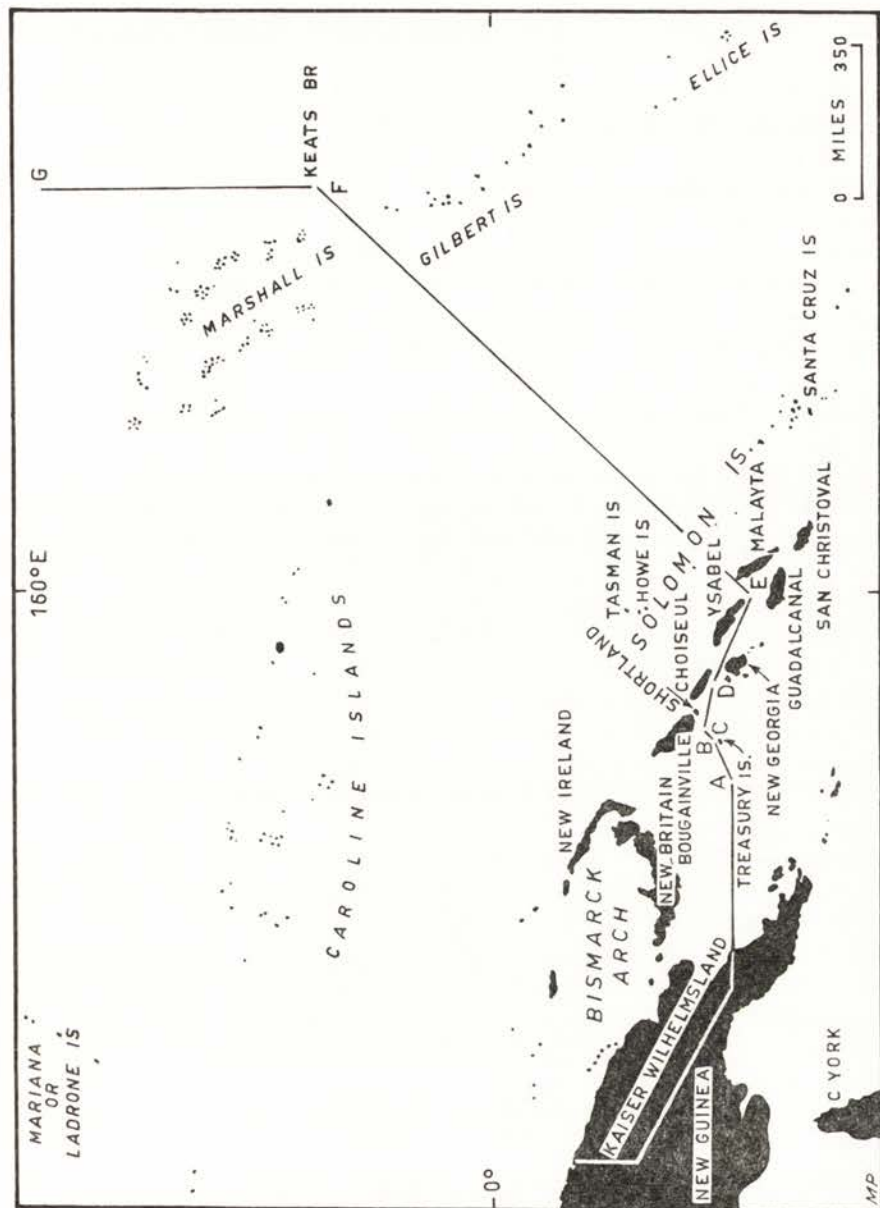 MARIANA
OR
LADRONE IS
160°E
G
CAROLINE ISLANDS
MARSHALL IS
KEATS BR
F
GILBERT IS
0°
0°
ELLICE IS
BISMARCK
ARCH
NEW IRELAND
TASMAN IS
HOWE IS
SHORTLAND
SOLOMON IS.
KAISER WILHELMSLAND
NEW GUINEA
NEW BRITAIN
BOUGAINVILLE
CHOISEUL
YSABEL
MALAYTA
SANTA CRUZ IS
A
B
C
D
E
TREASURY IS.
NEW GEORGIA
GUADALCANAL
SAN CHRISTOVAL
C YORK
0 MILES 350
MP